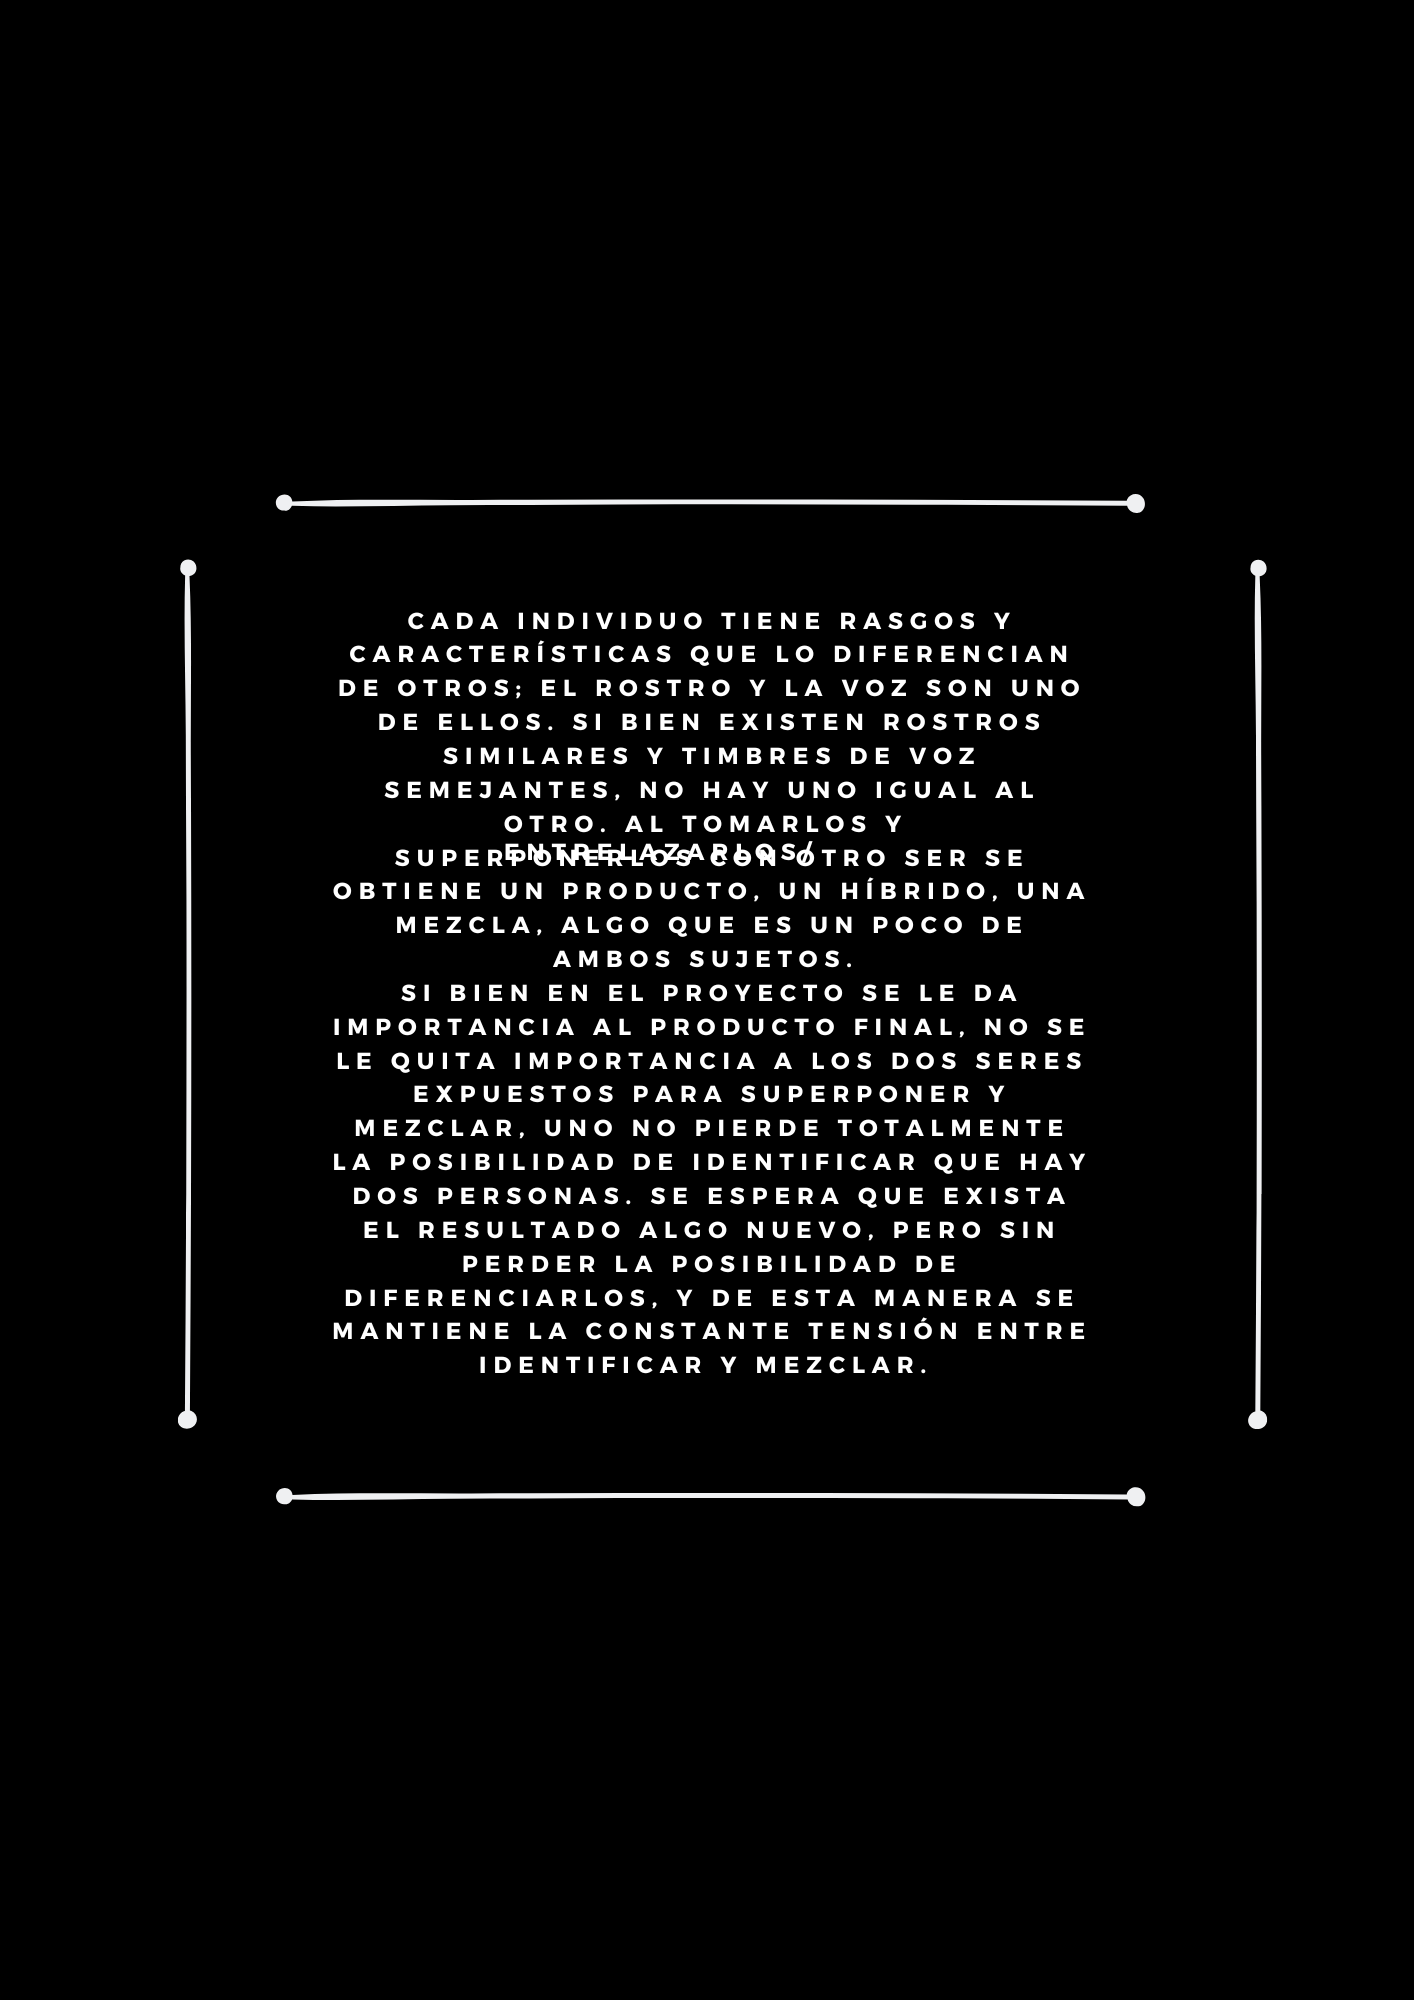 CADA INDIVIDUO TIENE RASGOS Y
CARACTERÍSTICAS QUE LO DIFERENCIAN
DE OTROS; EL ROSTRO Y LA VOZ SON UNO
DE ELLOS. SI BIEN EXISTEN ROSTROS
SIMILARES Y TIMBRES DE VOZ
SEMEJANTES, NO HAY UNO IGUAL AL
OTRO. AL TOMARLOS Y
ENTRELAZARLOS/
SUPERPONERLOS CON OTRO SER SE
OBTIENE UN PRODUCTO, UN HÍBRIDO, UNA
MEZCLA, ALGO QUE ES UN POCO DE
AMBOS SUJETOS.
SI BIEN EN EL PROYECTO SE LE DA
IMPORTANCIA AL PRODUCTO FINAL, NO SE
LE QUITA IMPORTANCIA A LOS DOS SERES
EXPUESTOS PARA SUPERPONER Y
MEZCLAR, UNO NO PIERDE TOTALMENTE
LA POSIBILIDAD DE IDENTIFICAR QUE HAY
DOS PERSONAS. SE ESPERA QUE EXISTA
EL RESULTADO ALGO NUEVO, PERO SIN
PERDER LA POSIBILIDAD DE
DIFERENCIARLOS, Y DE ESTA MANERA SE
MANTIENE LA CONSTANTE TENSIÓN ENTRE
IDENTIFICAR Y MEZCLAR.